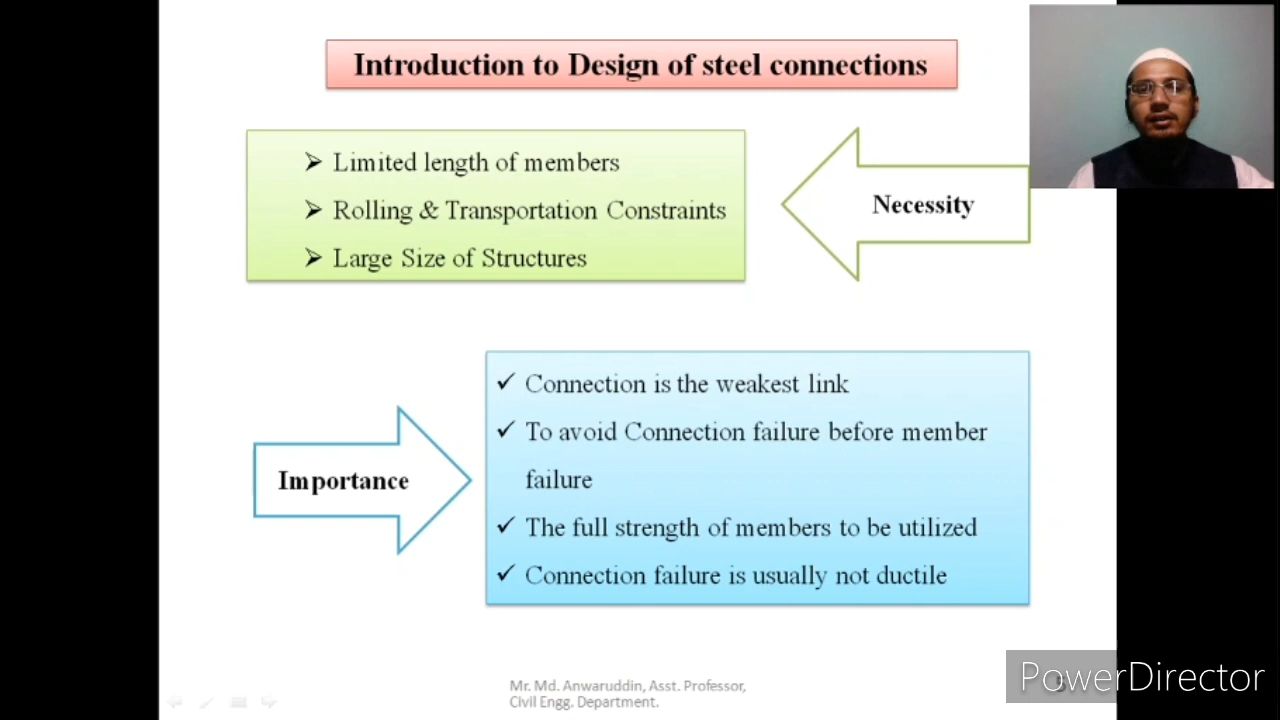 Introduction to Design of steel connections
Limited length of members
Rolling & Transportation Constraints
Large Size of Structures
Necessity
Importance
Connection is the weakest link
To avoid Connection failure before member
failure
The full strength of members to be utilized
Connection failure is usually not ductile
Mr. Md. Anwaruddin, Asst. Professor,
Civil Engg. Department.
PowerDirector